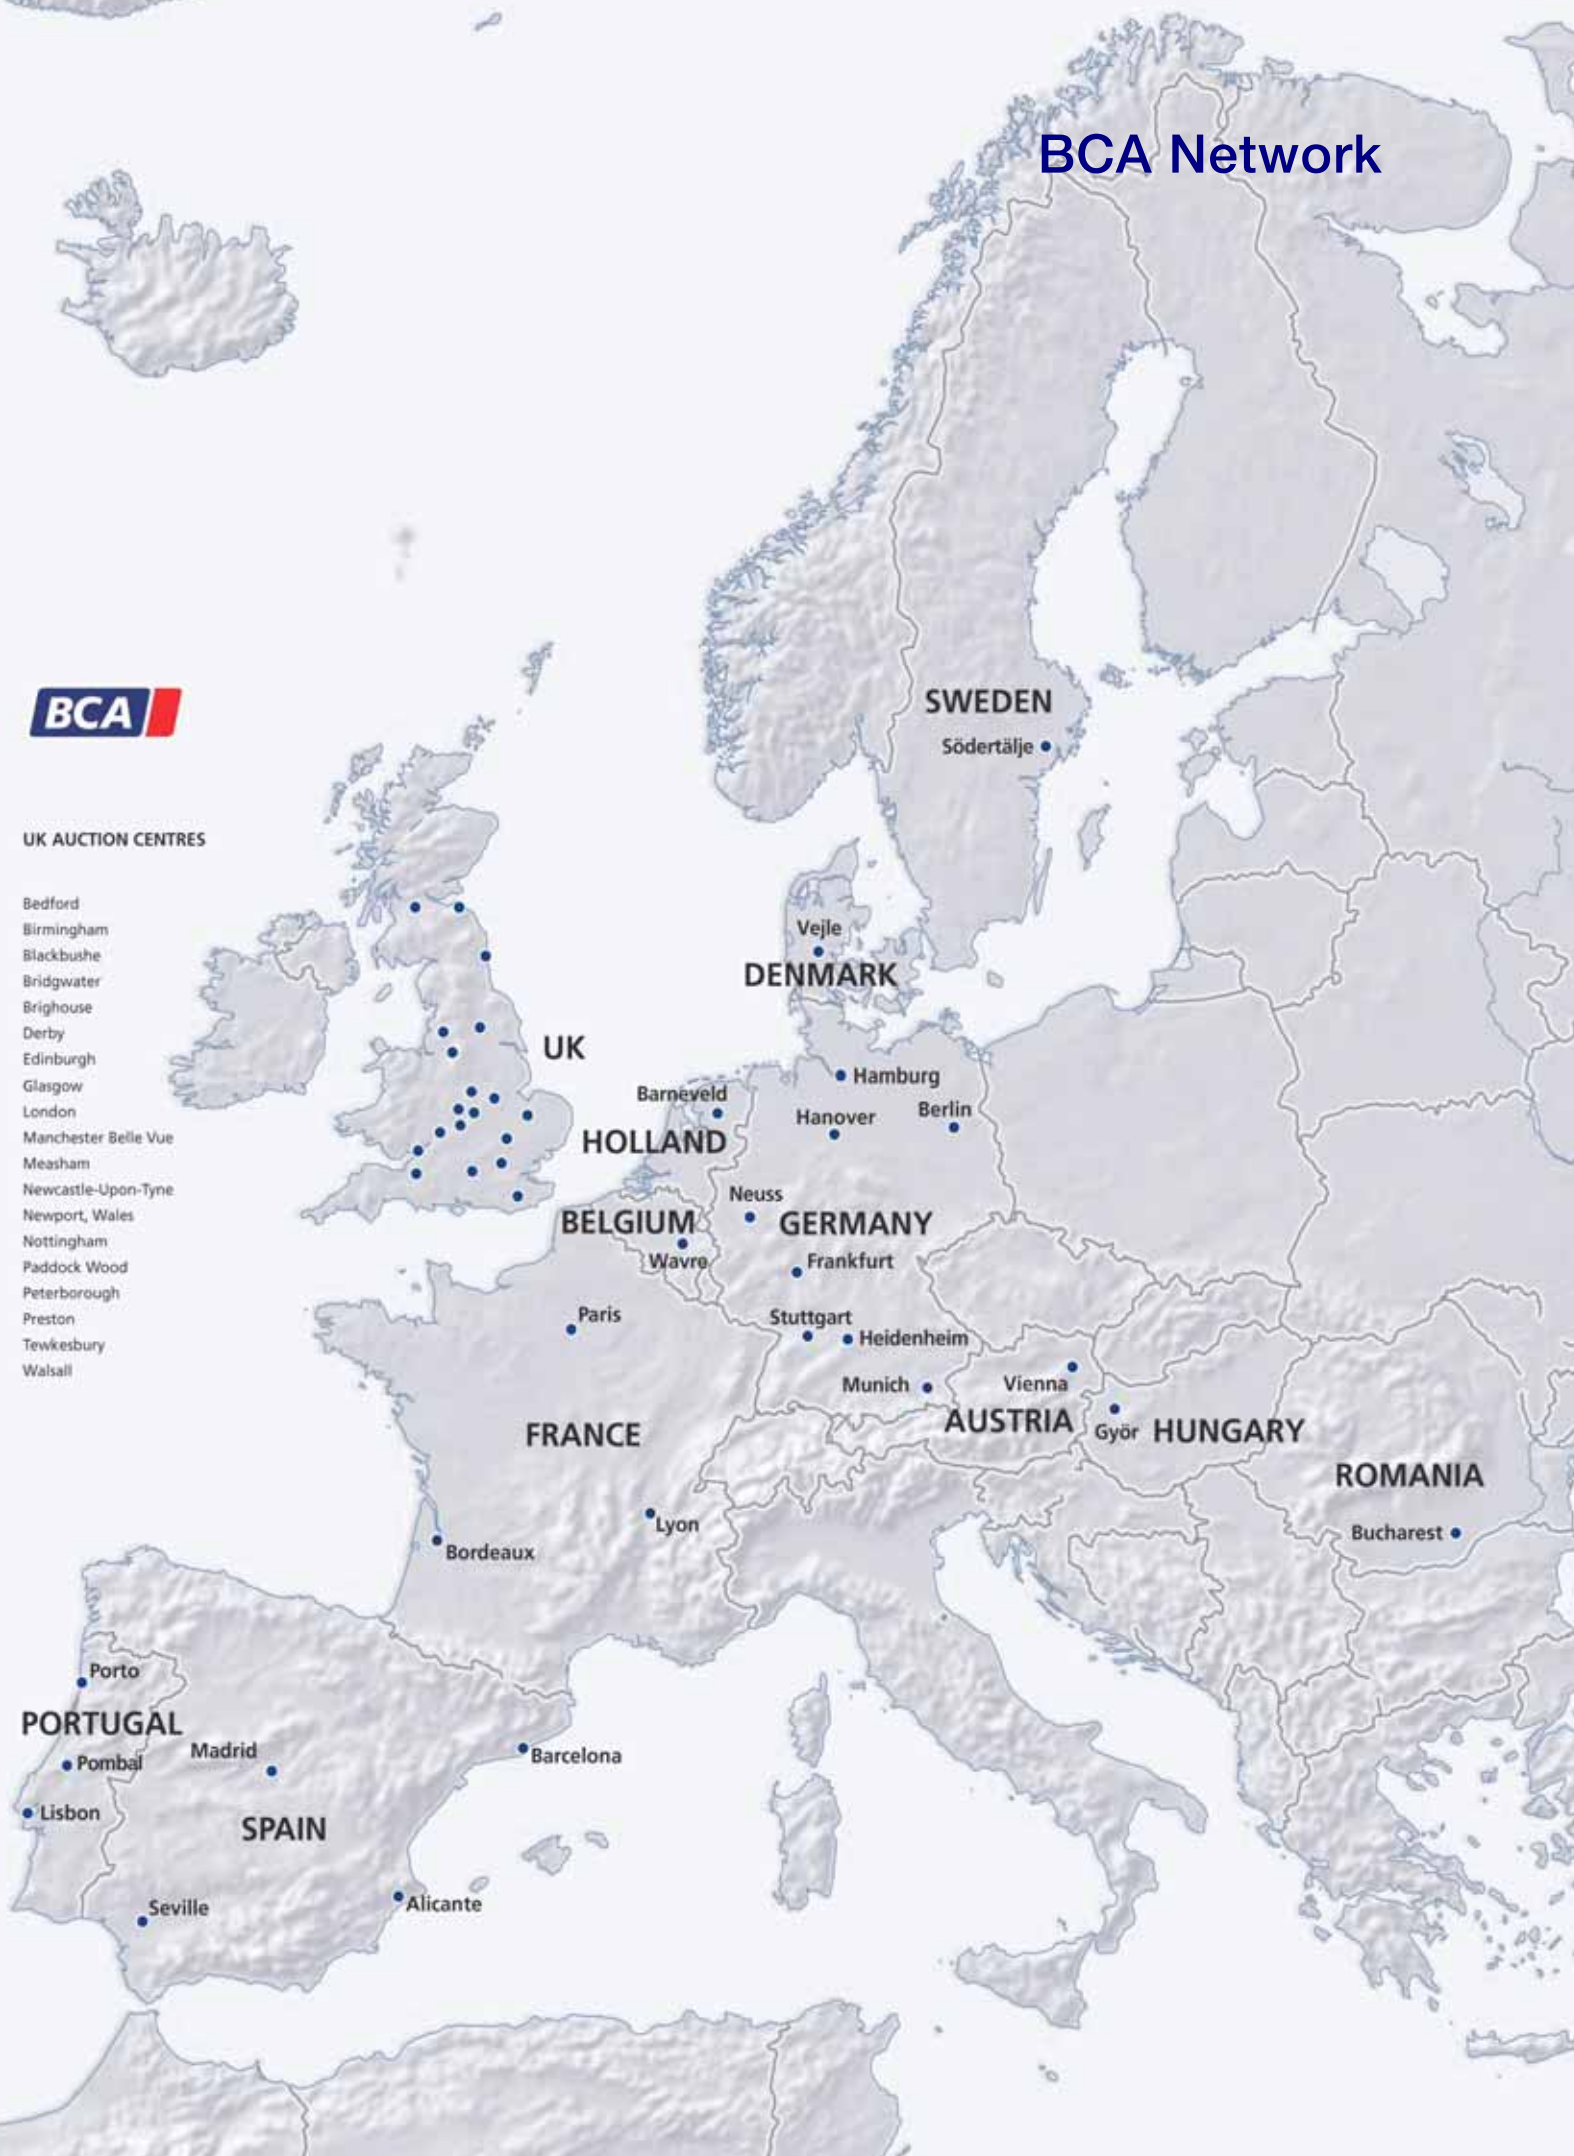 BCA Network
BCA
SWEDEN
Södertälje
UK AUCTION CENTRES
Bedford
Birmingham
Blackbushe
Bridgwater
Brighouse
Derby
Edinburgh
Glasgow
London
Manchester Belle Vue
Measham
Newcastle-Upon-Tyne
Newport, Wales
Nottingham
Paddock Wood
Peterborough
Preston
Tewkesbury
Walsall
Vejle
DENMARK
UK
Hamburg
Barneveld
Hanover
Berlin
HOLLAND
Neuss
BELGIUM
GERMANY
Wavre
Frankfurt
Paris
Stuttgart
Heidenheim
Munich
Vienna
AUSTRIA
Györ
HUNGARY
FRANCE
ROMANIA
Lyon
Bucharest
Bordeaux
Porto
PORTUGAL
Madrid
Pombal
Barcelona
Lisbon
SPAIN
Seville
Alicante